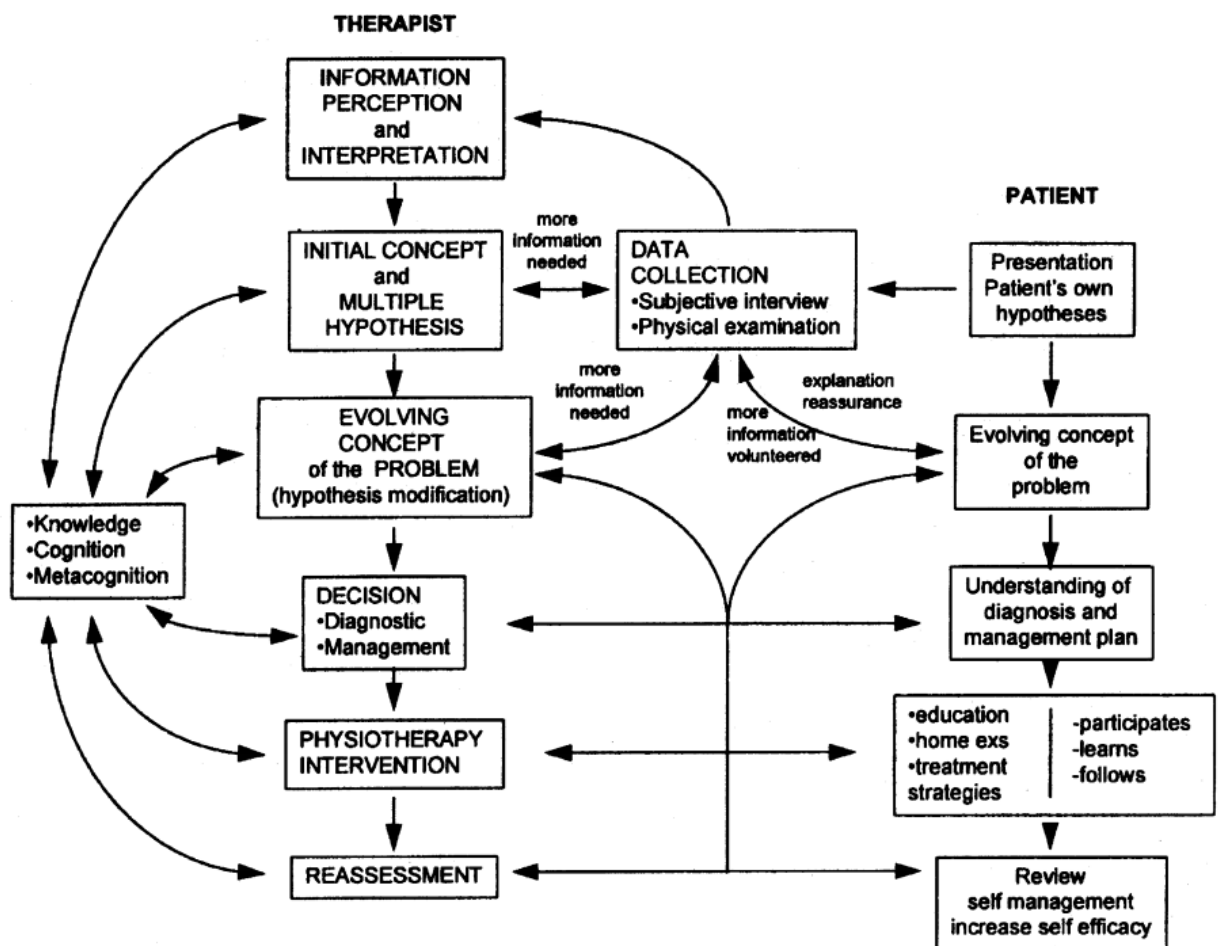 THERAPIST
INFORMATION
PERCEPTION
and
INTERPRETATION
PATIENT
more
information
needed
INITIAL CONCEPT
and
MULTIPLE
HYPOTHESIS
DATA
COLLECTION
•Subjective interview
•Physical examination
Presentation
Patient's own
hypotheses
more
information
needed
explanation
reassurance
more
information
volunteered
EVOLVING
CONCEPT
of the PROBLEM
(hypothesis modification)
Evolving concept
of the
problem
•Knowledge
•Cognition
•Metacognition
DECISION
•Diagnostic
•Management
Understanding of
diagnosis and
management plan
PHYSIOTHERAPY
INTERVENTION
•education
•home exs
•treatment
strategies
-participates
-learns
-follows
REASSESSMENT
Review
self management
increase self efficacy